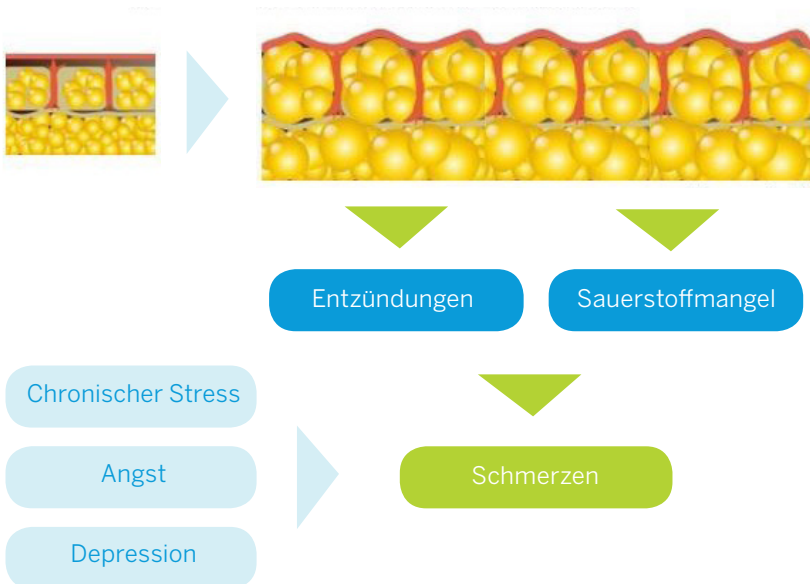 Entzündungen
Sauerstoffmangel
Chronischer Stress
Angst
Schmerzen
Depression